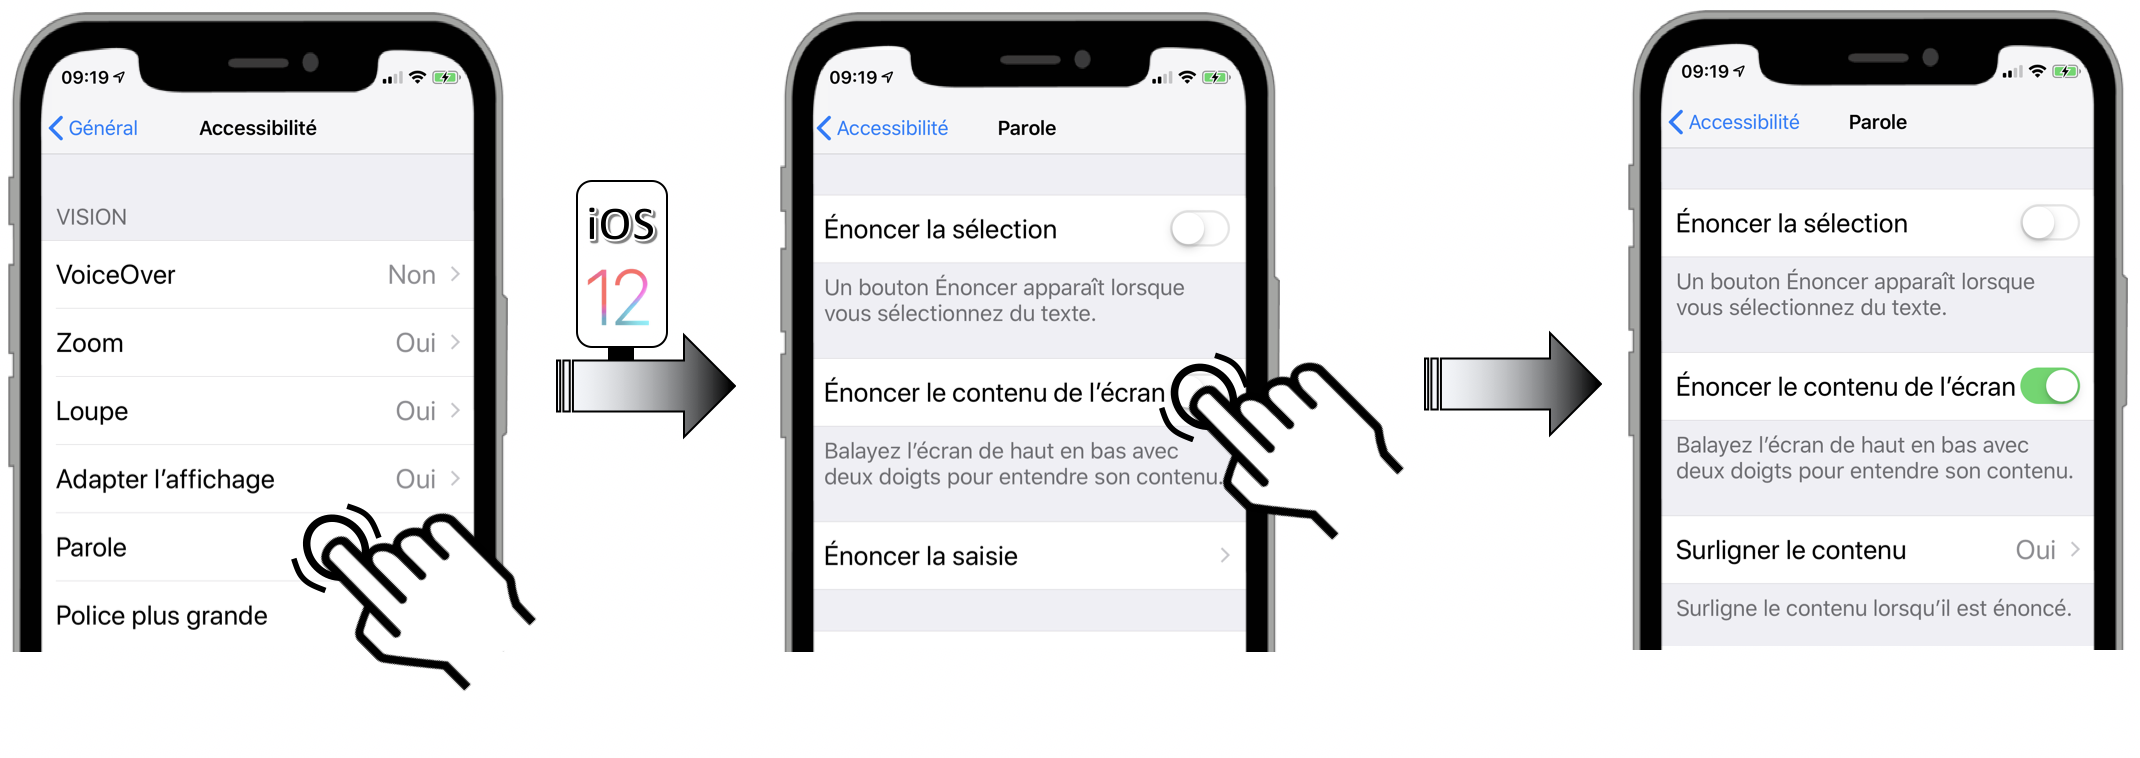 09:19
Général
Accessibilité
VISION
VoiceOver Non
Zoom Oui
Loupe Oui
Adapter l'affichage Oui
Parole
Police plus grande
iOS
12
09:19
Accessibilité
Parole
Énoncer la sélection
Un bouton Énoncer apparaît lorsque
vous sélectionnez du texte.
Énoncer le contenu de l'écran
Balayez l'écran de haut en bas avec
deux doigts pour entendre son contenu.
Énoncer la saisie
09:19
Accessibilité
Parole
Énoncer la sélection
Un bouton Énoncer apparaît lorsque
vous sélectionnez du texte.
Énoncer le contenu de l'écran
Balayez l'écran de haut en bas avec
deux doigts pour entendre son contenu.
Surligner le contenu Oui
Surligne le contenu lorsqu'il est énoncé.